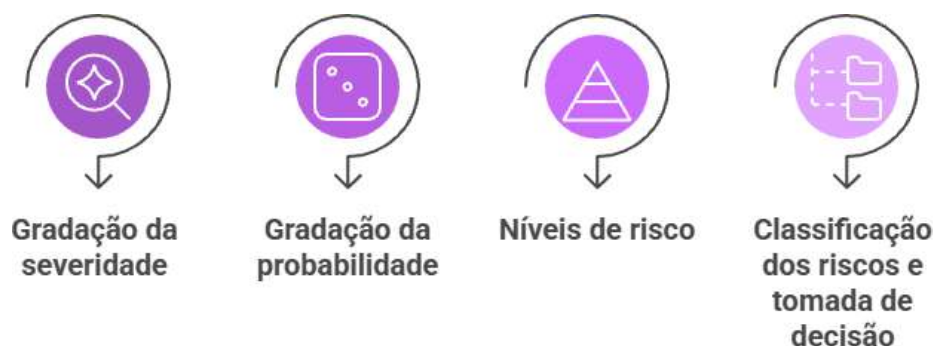 Gradação da
severidade
Gradação da
probabilidade
Níveis de risco
Classificação
dos riscos e
tomada de
decisão